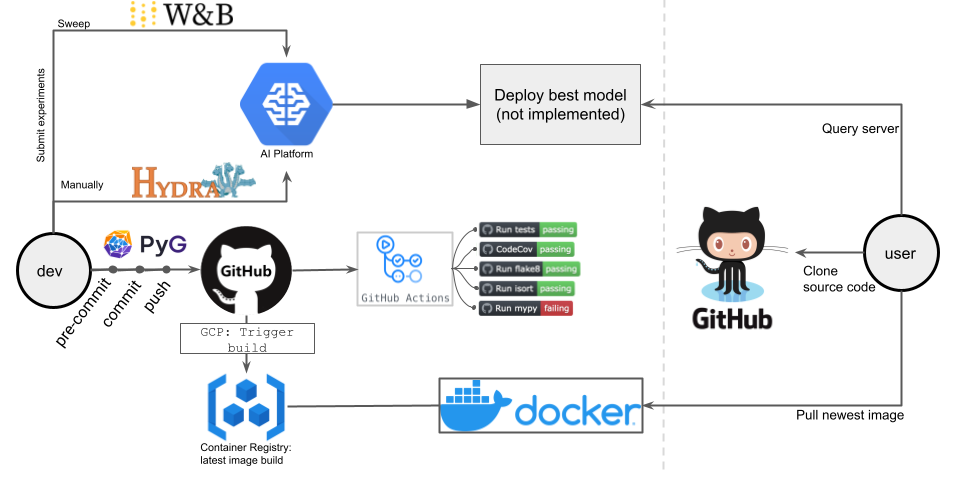 W&B
Sweep
Submit experiments
AI Platform
Deploy best model
(not implemented)
Query server
Manually
HYDRA
dev
PyG
pre-commit
commit
push
GitHub
GitHub Actions
Run tests passing
CodeCov passing
Run flake8 passing
Run isort passing
Run mypy failing
GitHub
Clone
source code
user
GCP: Trigger
build
Container Registry:
latest image build
docker
Pull newest image